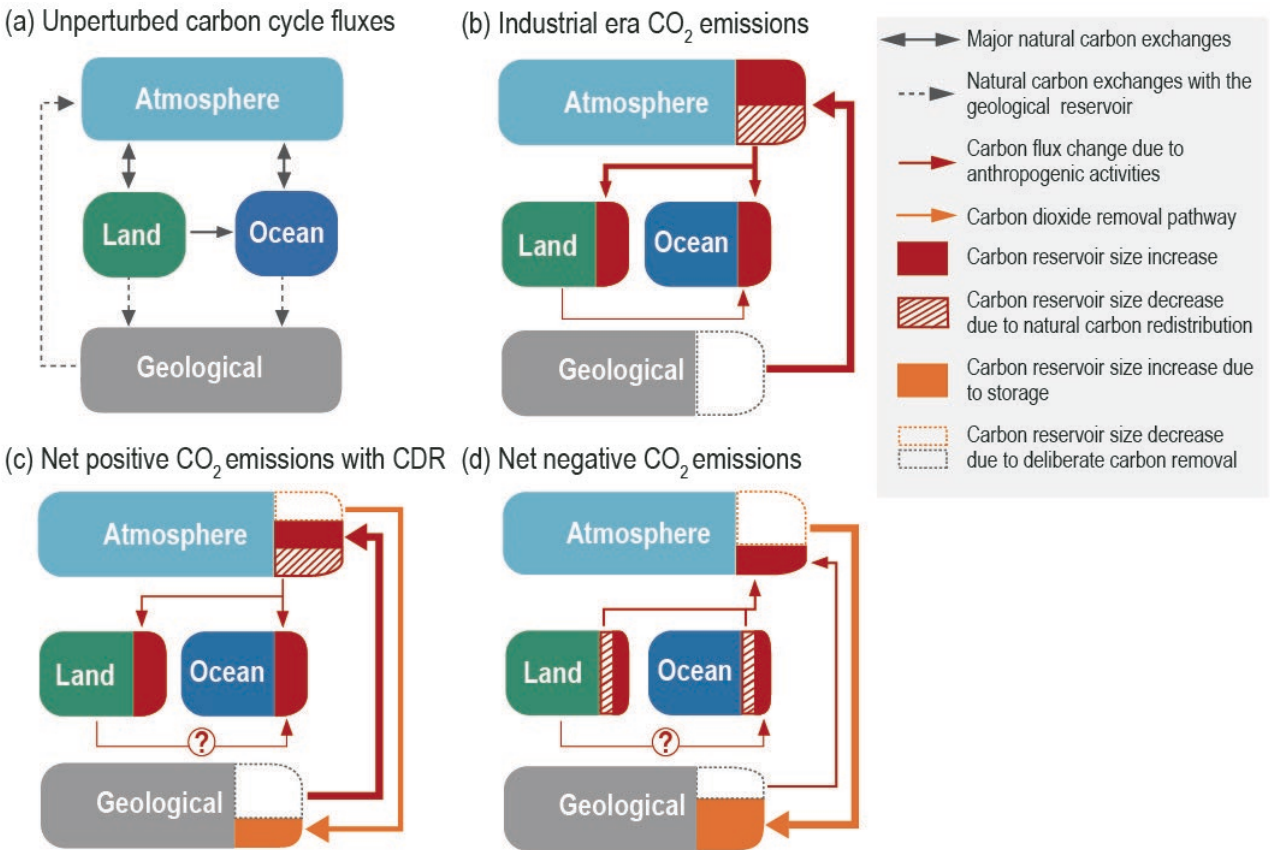 (a) Unperturbed carbon cycle fluxes
Atmosphere
Land
Ocean
Geological
(b) Industrial era CO₂ emissions
Atmosphere
Land
Ocean
Geological
Major natural carbon exchanges
Natural carbon exchanges with the
geological reservoir
Carbon flux change due to
anthropogenic activities
Carbon dioxide removal pathway
Carbon reservoir size increase
Carbon reservoir size decrease
due to natural carbon redistribution
Carbon reservoir size increase due
to storage
Carbon reservoir size decrease
due to deliberate carbon removal
(c) Net positive CO₂ emissions with CDR
Atmosphere
Land
Ocean
?
Geological
(d) Net negative CO₂ emissions
Atmosphere
Land
Ocean
?
Geological